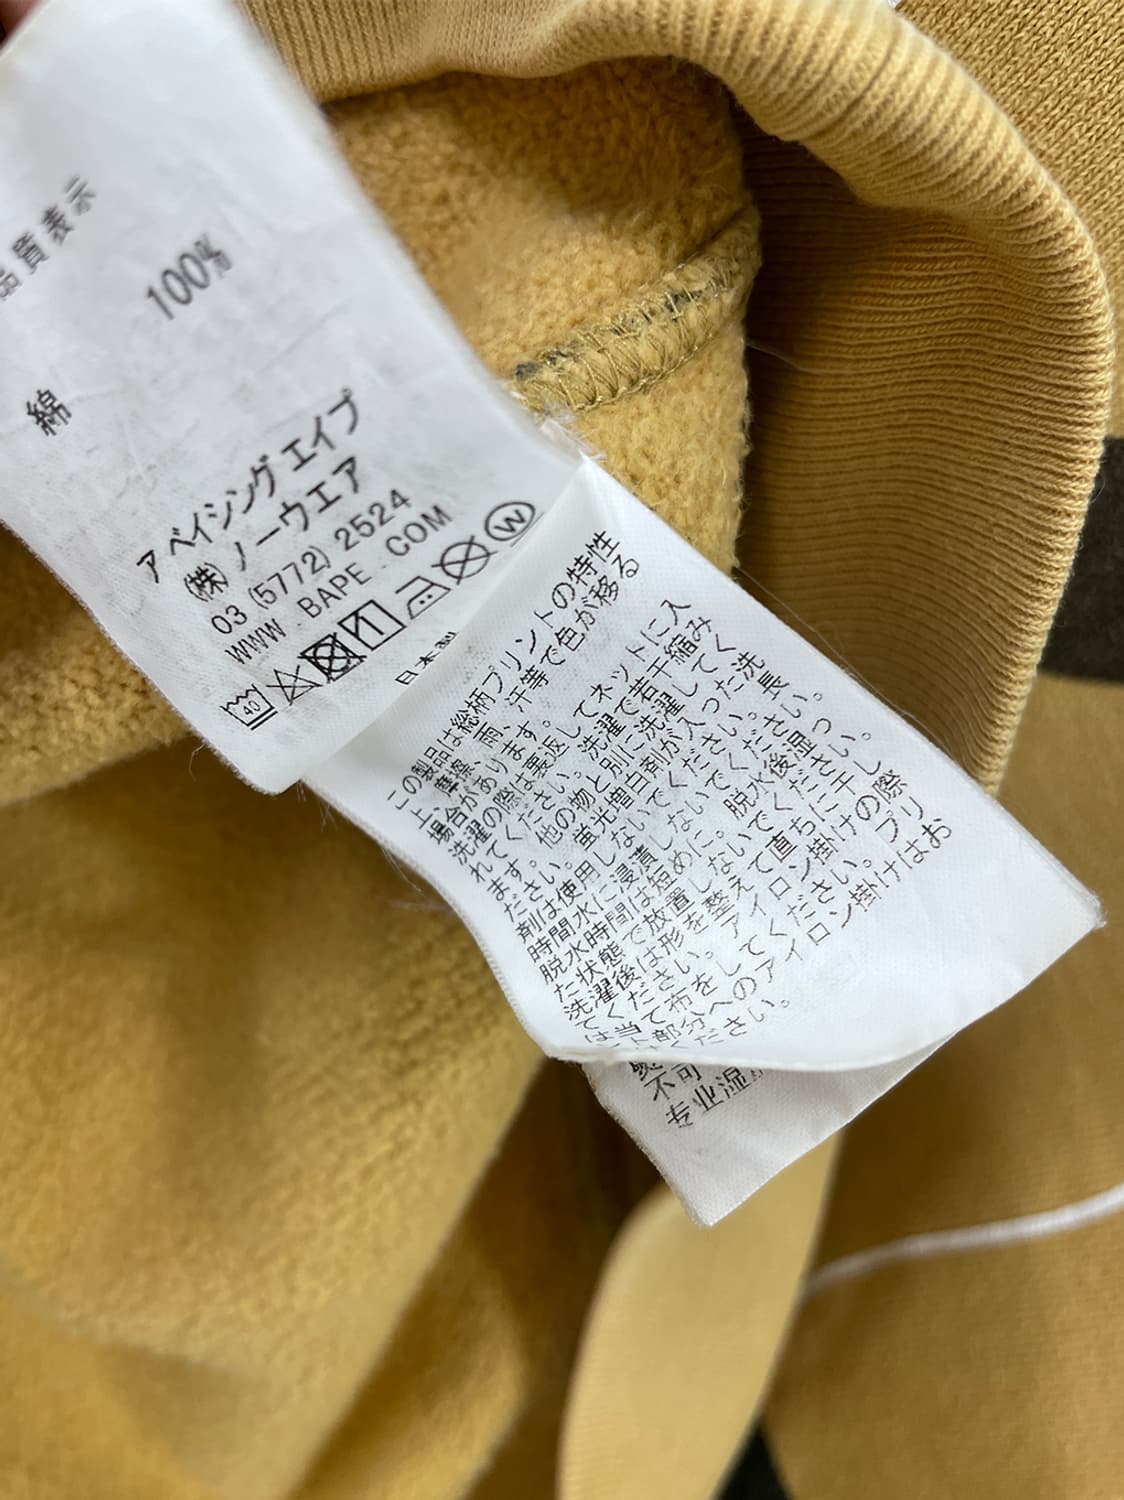 品質表示
綿 100%
ア ベイシング エイプ
(株) ノーウエア
03 (5772) 2524
WWW . BAPE . COM
40
W
日本製
この製品は総柄プリントの特性
上、摩擦、雨、汗等で色が移る
場合があります。
洗濯の際は裏返してネットに入
れてください。洗濯で若干縮み
ます。他の物と別に洗濯してく
ださい。蛍光増白剤が入った洗
剤は使用しないでください。長
時間水に浸漬しないでください。
脱水時間は短めに。脱水後湿っ
た状態で放置しないでください。
洗濯後は形を整えて直ちに干し
てください。アイロン掛けの際
は当て布をしてください。プリ
ント部分へのアイロン掛けはお
ださい。
不可
专业湿